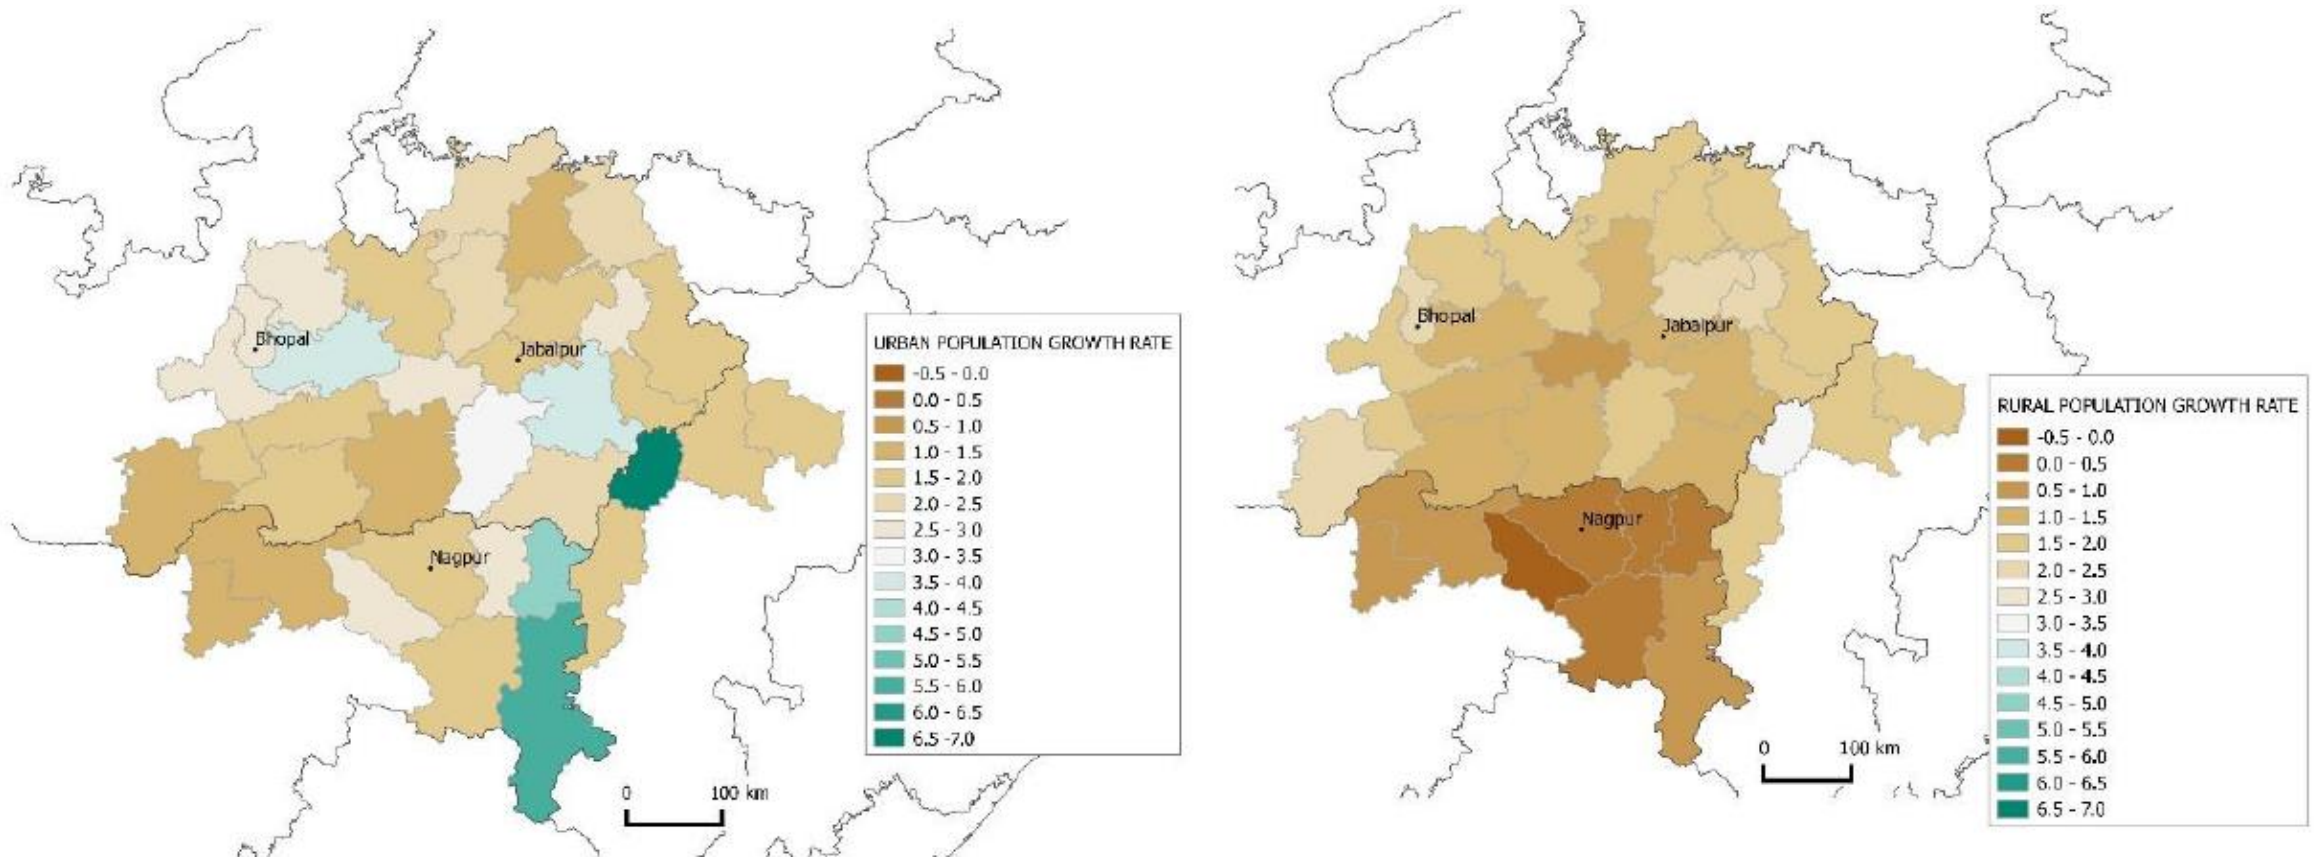 Bhopal
Jabalpur
Nagpur
0 100 km
URBAN POPULATION GROWTH RATE
-0.5 - 0.0
0.0 - 0.5
0.5 - 1.0
1.0 - 1.5
1.5 - 2.0
2.0 - 2.5
2.5 - 3.0
3.0 - 3.5
3.5 - 4.0
4.0 - 4.5
4.5 - 5.0
5.0 - 5.5
5.5 - 6.0
6.0 - 6.5
6.5 -7.0
Bhopal
Jabalpur
Nagpur
0 100 km
RURAL POPULATION GROWTH RATE
-0.5 - 0.0
0.0 - 0.5
0.5 - 1.0
1.0 - 1.5
1.5 - 2.0
2.0 - 2.5
2.5 - 3.0
3.0 - 3.5
3.5 - 4.0
4.0 - 4.5
4.5 - 5.0
5.0 - 5.5
5.5 - 6.0
6.0 - 6.5
6.5 - 7.0